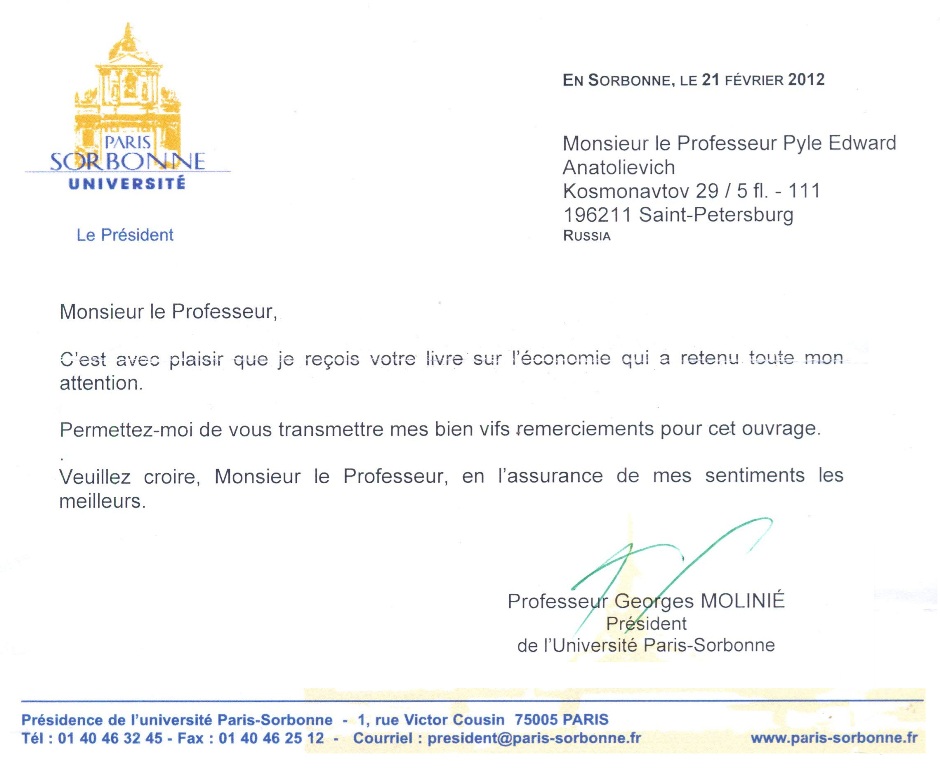 PARIS
SORBONNE
UNIVERSITÉ
Le Président
EN SORBONNE, LE 21 FÉVRIER 2012
Monsieur le Professeur Pyle Edward
Anatolievich
Kosmonavtov 29 / 5 fl. - 111
196211 Saint-Petersburg
RUSSIA
Monsieur le Professeur,
C'est avec plaisir que je reçois votre livre sur l'économie qui a retenu toute mon
attention.
Permettez-moi de vous transmettre mes bien vifs remerciements pour cet ouvrage.
Veuillez croire, Monsieur le Professeur, en l'assurance de mes sentiments les
meilleurs.
Professeur Georges MOLINIÉ
Président
de l'Université Paris-Sorbonne
Présidence de l'université Paris-Sorbonne - 1, rue Victor Cousin 75005 PARIS
Tél : 01 40 46 32 45 - Fax : 01 40 46 25 12 - Courriel : president@paris-sorbonne.fr
www.paris-sorbonne.fr